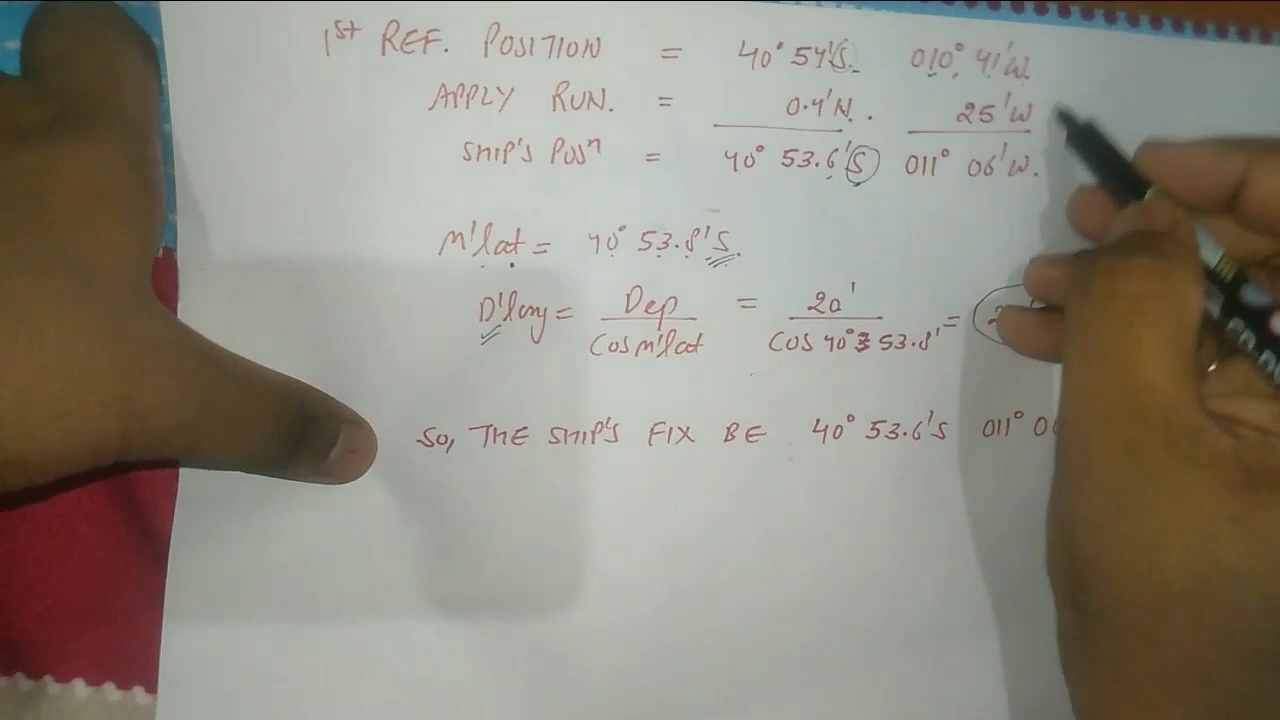 1st REF. POSITION = 40° 54'S. 010° 41'W.
APPLY RUN. = 0.4'N. 25'W
SHIP'S POSn = 40° 53.6'S 011° 06'W.
M'lat = 40° 53.8'S.
D'long = Dep / Cos m'lat = 20' / COS 40° 53.8' =
SO, THE SHIP'S FIX BE 40° 53.6'S 011°